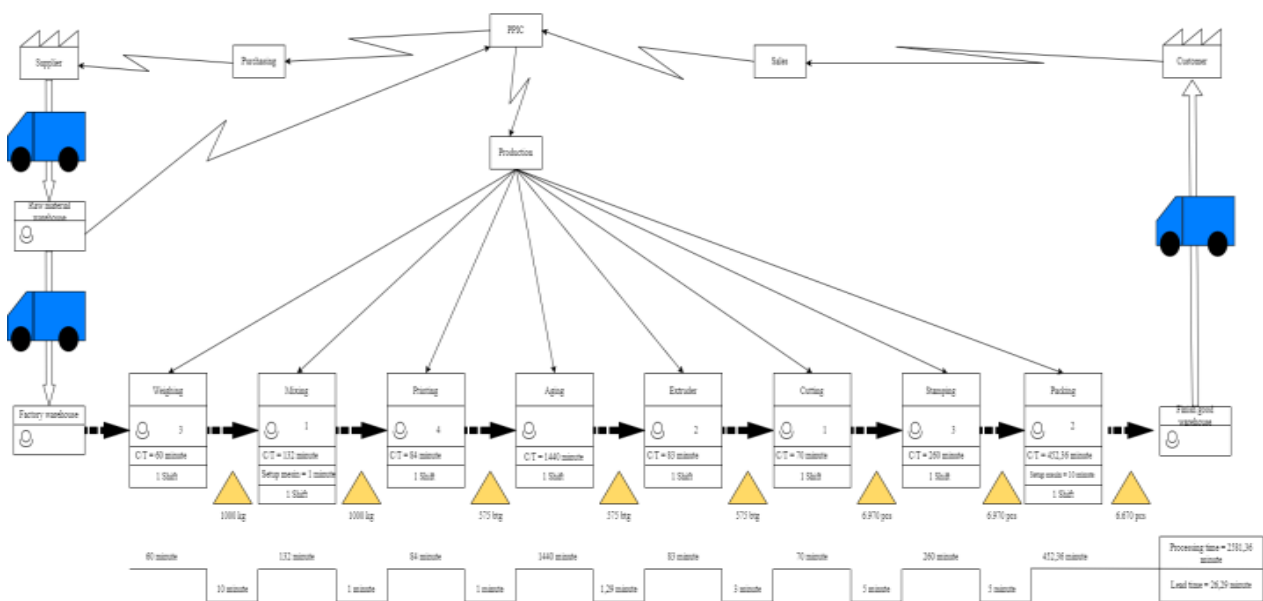 PPIC
Supplier
Purchasing
Sales
Customer
Production
Raw material
warehouse
Weighing
Mixing
Printing
Aging
Extruder
Cutting
Stamping
Packing
Factory warehouse
Finish good
warehouse
3
1
4
2
1
3
2
C/T = 60 minute
C/T = 132 minute
C/T = 84 minute
C/T = 1440 minute
C/T = 83 minute
C/T = 70 minute
C/T = 260 minute
C/T = 452,36 minute
1 Shift
Setup mesin = 1 minute
1 Shift
1 Shift
1 Shift
1 Shift
1 Shift
Setup mesin = 10 minute
1 Shift
1 Shift
1000 kg
1000 kg
575 btg
575 btg
575 btg
6.970 pcs
6.970 pcs
6.670 pcs
60 minute
132 minute
84 minute
1440 minute
83 minute
70 minute
260 minute
452,36 minute
Processing time = 2581,36
minute
10 minute
1 minute
1 minute
1,29 minute
3 minute
5 minute
5 minute
Lead time = 26,29 minute